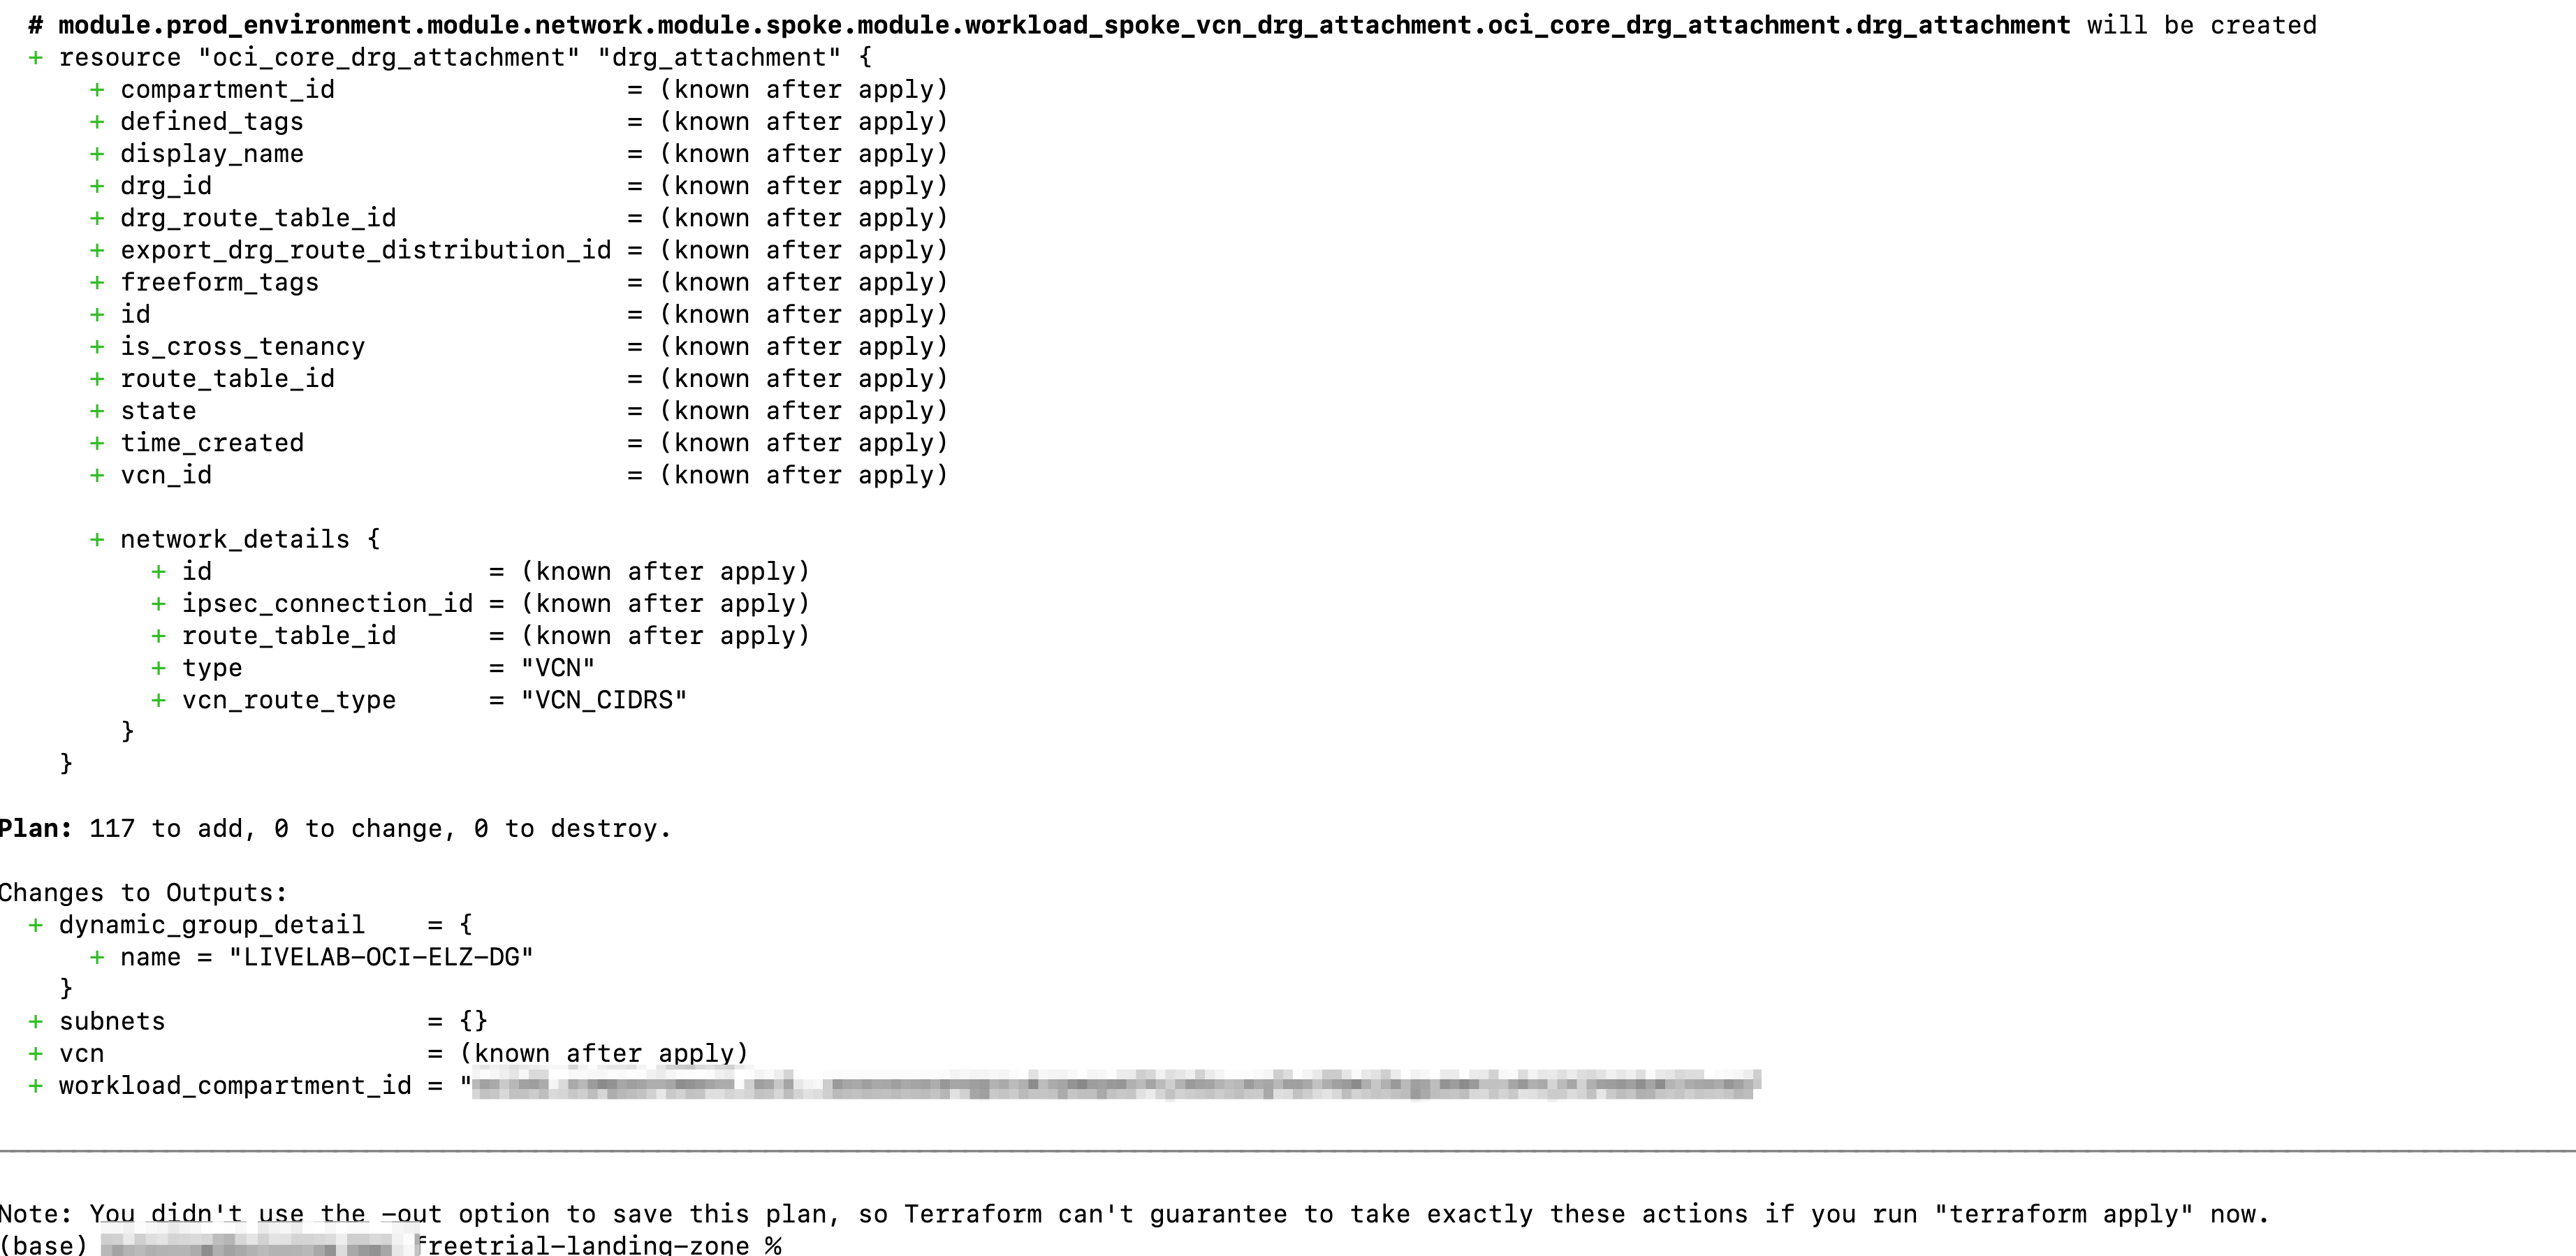 # module.prod_environment.module.network.module.spoke.module.workload_spoke_vcn_drg_attachment.oci_core_drg_attachment.drg_attachment will be created
+ resource "oci_core_drg_attachment" "drg_attachment" {
+ compartment_id = (known after apply)
+ defined_tags = (known after apply)
+ display_name = (known after apply)
+ drg_id = (known after apply)
+ drg_route_table_id = (known after apply)
+ export_drg_route_distribution_id = (known after apply)
+ freeform_tags = (known after apply)
+ id = (known after apply)
+ is_cross_tenancy = (known after apply)
+ route_table_id = (known after apply)
+ state = (known after apply)
+ time_created = (known after apply)
+ vcn_id = (known after apply)
+ network_details {
+ id = (known after apply)
+ ipsec_connection_id = (known after apply)
+ route_table_id = (known after apply)
+ type = "VCN"
+ vcn_route_type = "VCN_CIDRS"
}
}
Plan: 117 to add, 0 to change, 0 to destroy.
Changes to Outputs:
+ dynamic_group_detail = {
+ name = "LIVELAB-OCI-ELZ-DG"
}
+ subnets = {}
+ vcn = (known after apply)
+ workload_compartment_id = "
Note: You didn't use the -out option to save this plan, so Terraform can't guarantee to take exactly these actions if you run "terraform apply" now.
(base) freetrial-landing-zone %